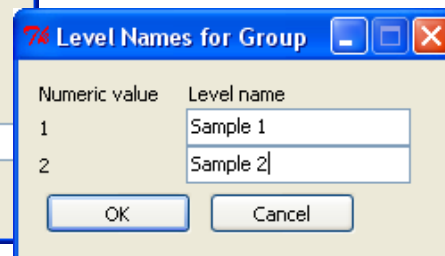 Level Names for Group
Numeric value Level name
1 Sample 1
2 Sample 2
OK Cancel